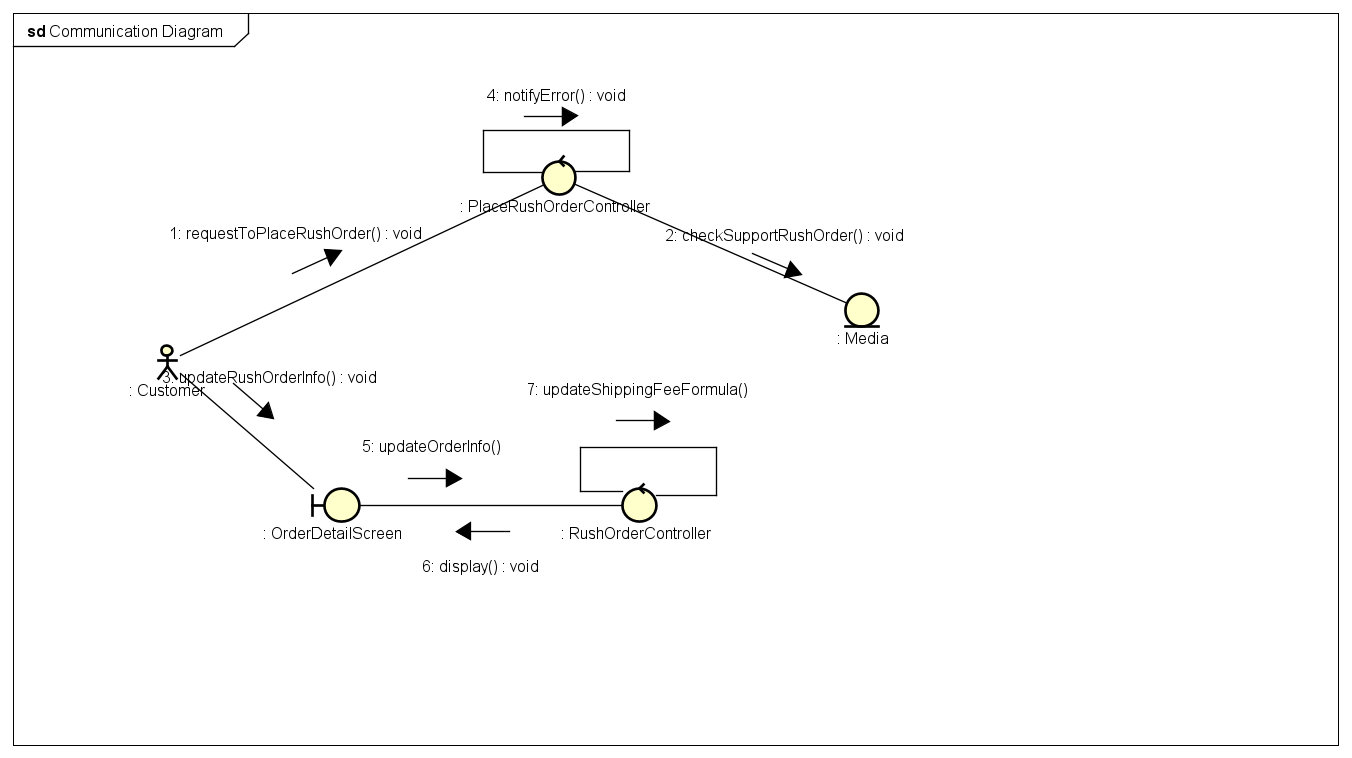 sd Communication Diagram
4: notifyError() : void
: PlaceRushOrderController
1: requestToPlaceRushOrder() : void
2: checkSupportRushOrder() : void
: Media
3: updateRushOrderInfo() : void
: Customer
7: updateShippingFeeFormula()
5: updateOrderInfo()
: OrderDetailScreen
: RushOrderController
6: display() : void